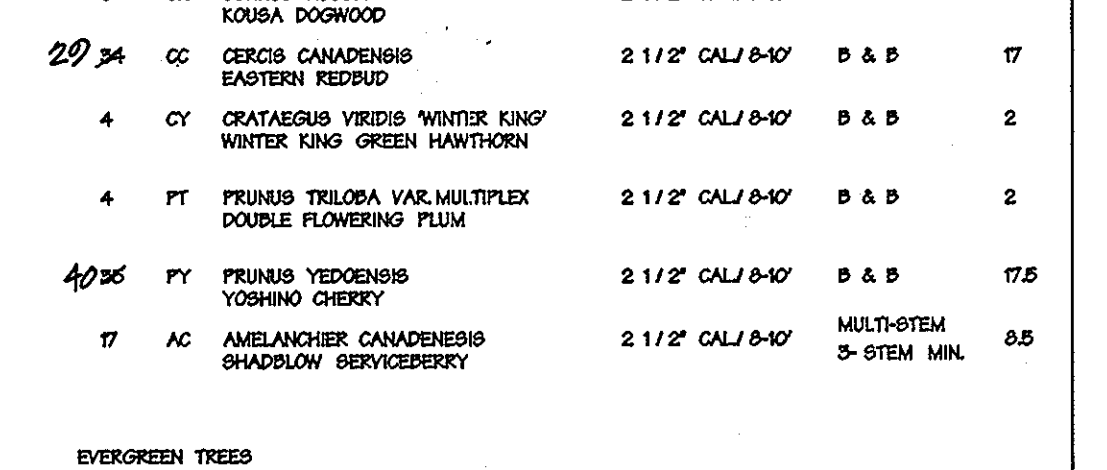 KOUSA DOGWOOD
29 34 CC CERCIS CANADENSIS 2 1/2" CAL./ 8-10' B & B 17
EASTERN REDBUD
4 CY CRATAEGUS VIRIDIS 'WINTER KING' 2 1/2" CAL./ 8-10' B & B 2
WINTER KING GREEN HAWTHORN
4 PT PRUNUS TRILOBA VAR. MULTIPLEX 2 1/2" CAL./ 8-10' B & B 2
DOUBLE FLOWERING PLUM
40 35 PY PRUNUS YEDOENSIS 2 1/2" CAL./ 8-10' B & B 17.5
YOSHINO CHERRY
17 AC AMELANCHIER CANADENESIS 2 1/2" CAL./ 8-10' MULTI-STEM 8.5
SHADBLOW SERVICEBERRY 3- STEM MIN.
EVERGREEN TREES